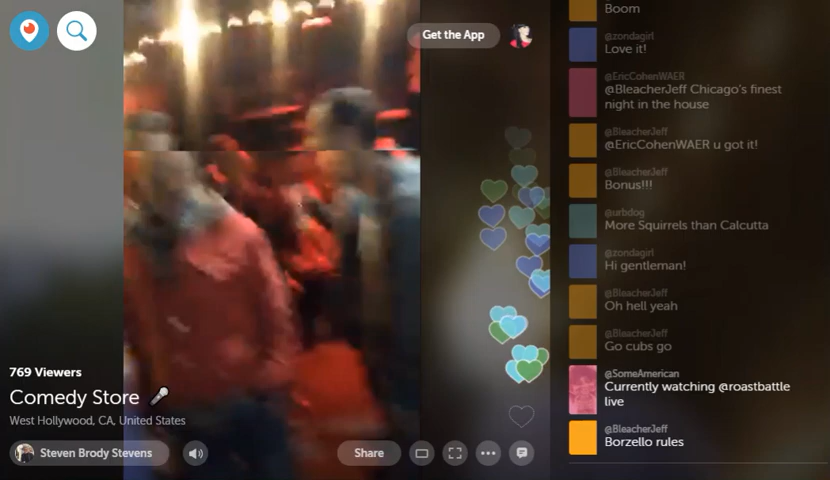 Get the App
Boom
@zondagirl
Love it!
@EricCohenWAER
@BleacherJeff Chicago's finest
night in the house
@BleacherJeff
@EricCohenWAER u got it!
@BleacherJeff
Bonus!!!
@urbdog
More Squirrels than Calcutta
@zondagirl
Hi gentleman!
@BleacherJeff
Oh hell yeah
@BleacherJeff
Go cubs go
@SomeAmerican
Currently watching @roastbattle
live
@BleacherJeff
Borzello rules
769 Viewers
Comedy Store
West Hollywood, CA, United States
Steven Brody Stevens
Share